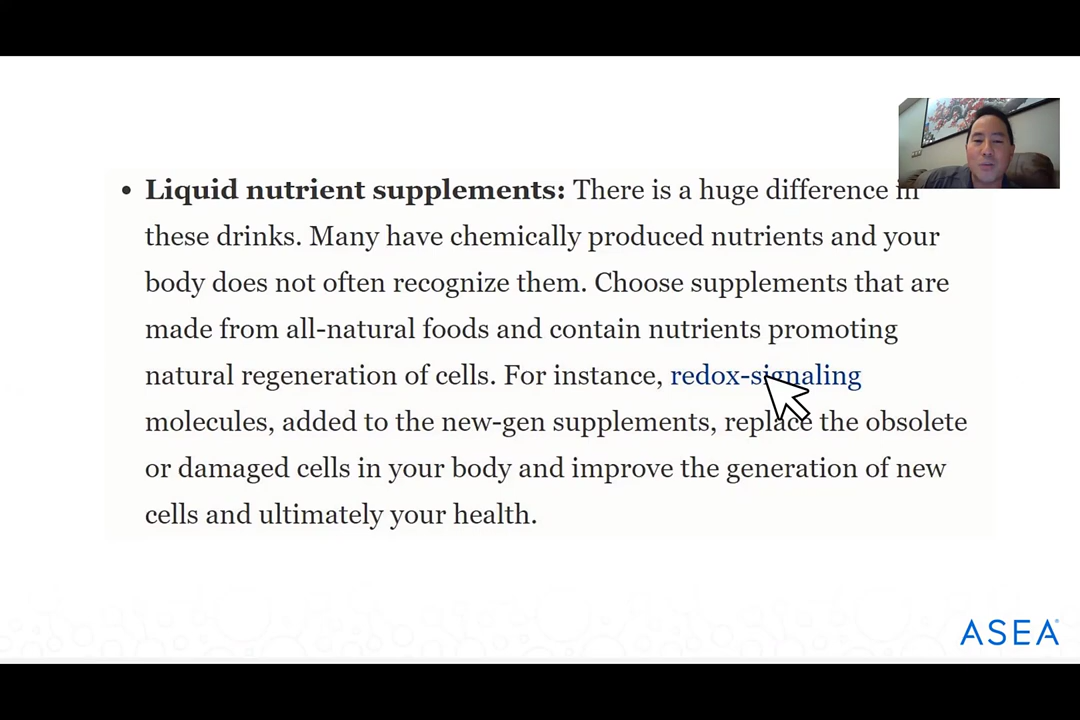 • Liquid nutrient supplements: There is a huge difference in
these drinks. Many have chemically produced nutrients and your
body does not often recognize them. Choose supplements that are
made from all-natural foods and contain nutrients promoting
natural regeneration of cells. For instance, redox-signaling
molecules, added to the new-gen supplements, replace the obsolete
or damaged cells in your body and improve the generation of new
cells and ultimately your health.
ASEA